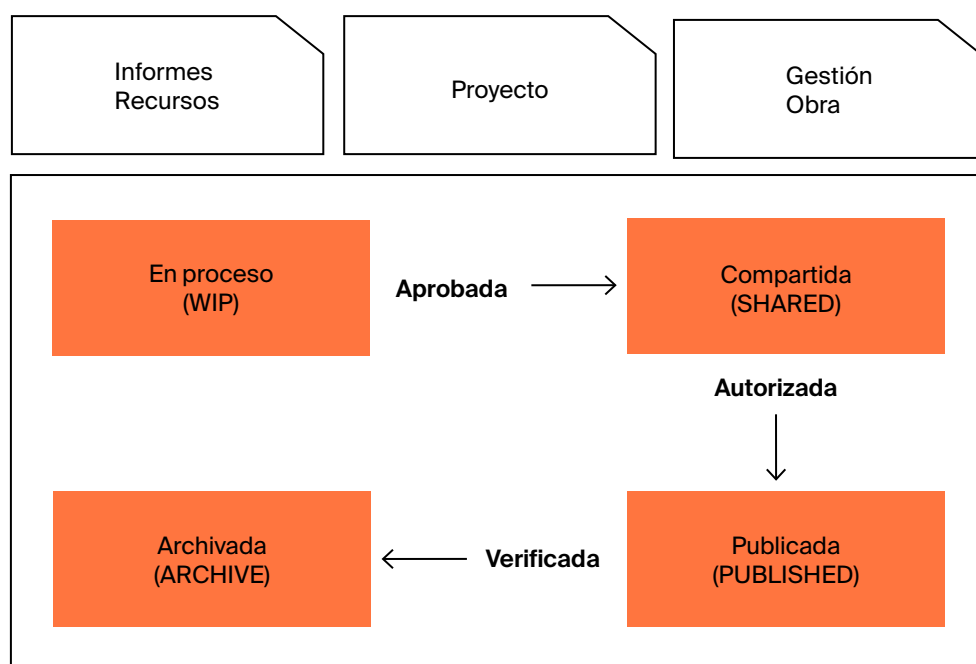 Informes
Recursos
Proyecto
Gestión
Obra
En proceso
(WIP)
Aprobada
Compartida
(SHARED)
Autorizada
Archivada
(ARCHIVE)
Verificada
Publicada
(PUBLISHED)